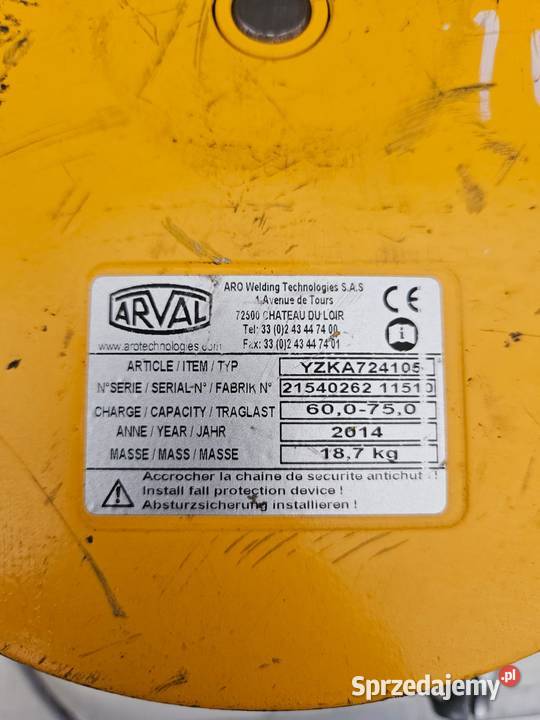 ARVAL
ARO Welding Technologies S.A.S
1 Avenue de Tours
72500 CHATEAU DU LOIR
Tel: 33 (0)2 43 44 74 00
www.arotechnologies.com Fax: 33 (0)2 43 44 74 01
CE
i
ARTICLE / ITEM / TYP YZKA724105
N°SERIE / SERIAL-N° / FABRIK N° 21540262 11510
CHARGE / CAPACITY / TRAGLAST 60,0-75,0
ANNE / YEAR / JAHR 2014
MASSE / MASS / MASSE 18,7 kg
Accrocher la chaine de securite antichut !
Install fall protection device !
Absturzsicherung installieren !
Sprzedajemy.pl